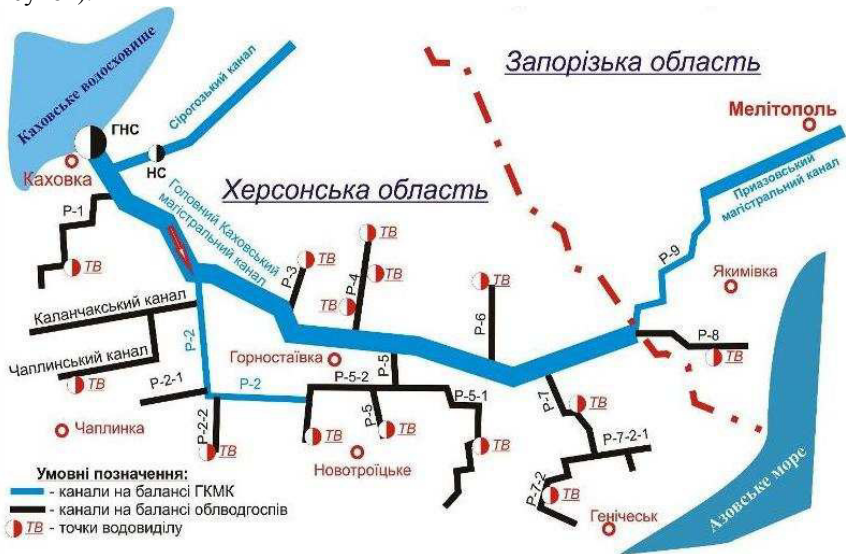 Запорізька область
Каховське водосховище
Сірогозький канал
ГНС
НС
Мелітополь
Каховка
Приазовський
магістральний канал
Головний Каховський
магістральний канал
Херсонська область
Р-1
ТВ
Р-3
ТВ
Р-4
ТВ
ТВ
ТВ
Р-6
ТВ
Р-9
Якимівка
Каланчакський канал
Р-2
Чаплинський канал
ТВ
Горностаївка
Р-5
Р-8
ТВ
Р-2-1
Р-2
Р-5-2
Р-5-1
Р-7
ТВ
Чаплинка
Р-2-2
ТВ
ТВ
Р-5
ТВ
ТВ
Р-7-2-1
Новотроїцьке
Р-7-2
ТВ
Генічеськ
Азовське море
Умовні позначення:
- канали на балансі ГКМК
- канали на балансі облводгоспів
ТВ - точки водовиділу